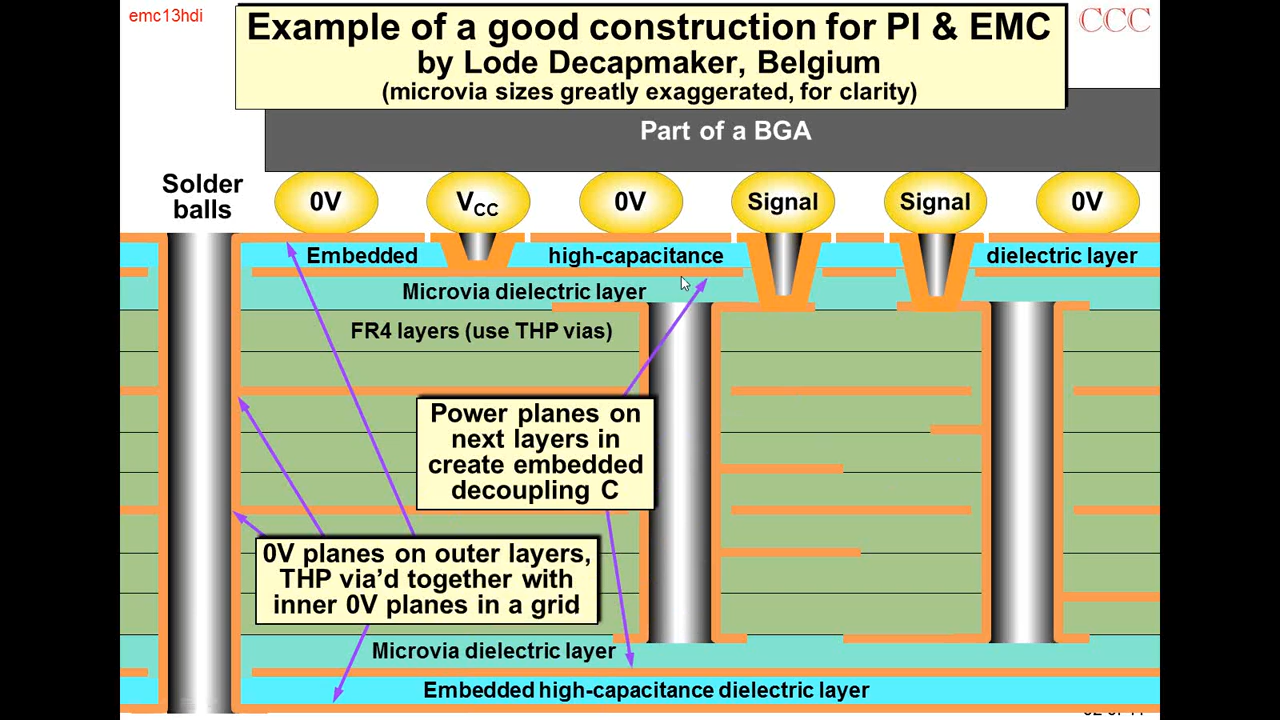 emc13hdi
Example of a good construction for PI & EMC
by Lode Decapmaker, Belgium
(microvia sizes greatly exaggerated, for clarity)
CCC
Part of a BGA
Solder
balls
0V
VCC
0V
Signal
Signal
0V
Embedded
high-capacitance
dielectric layer
Microvia dielectric layer
FR4 layers (use THP vias)
Power planes on
next layers in
create embedded
decoupling C
0V planes on outer layers,
THP via’d together with
inner 0V planes in a grid
Microvia dielectric layer
Embedded high-capacitance dielectric layer